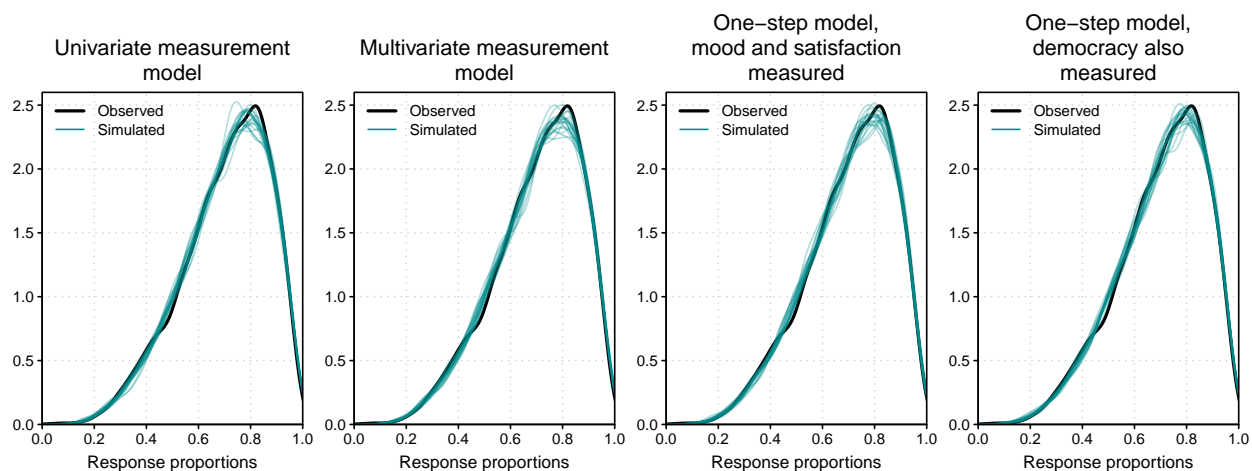 Univariate measurement
model
Observed
Simulated
2.5
2.0
1.5
1.0
0.5
0.0
0.0 0.2 0.4 0.6 0.8 1.0
Response proportions
Multivariate measurement
model
Observed
Simulated
2.5
2.0
1.5
1.0
0.5
0.0
0.0 0.2 0.4 0.6 0.8 1.0
Response proportions
One−step model,
mood and satisfaction
measured
Observed
Simulated
2.5
2.0
1.5
1.0
0.5
0.0
0.0 0.2 0.4 0.6 0.8 1.0
Response proportions
One−step model,
democracy also
measured
Observed
Simulated
2.5
2.0
1.5
1.0
0.5
0.0
0.0 0.2 0.4 0.6 0.8 1.0
Response proportions